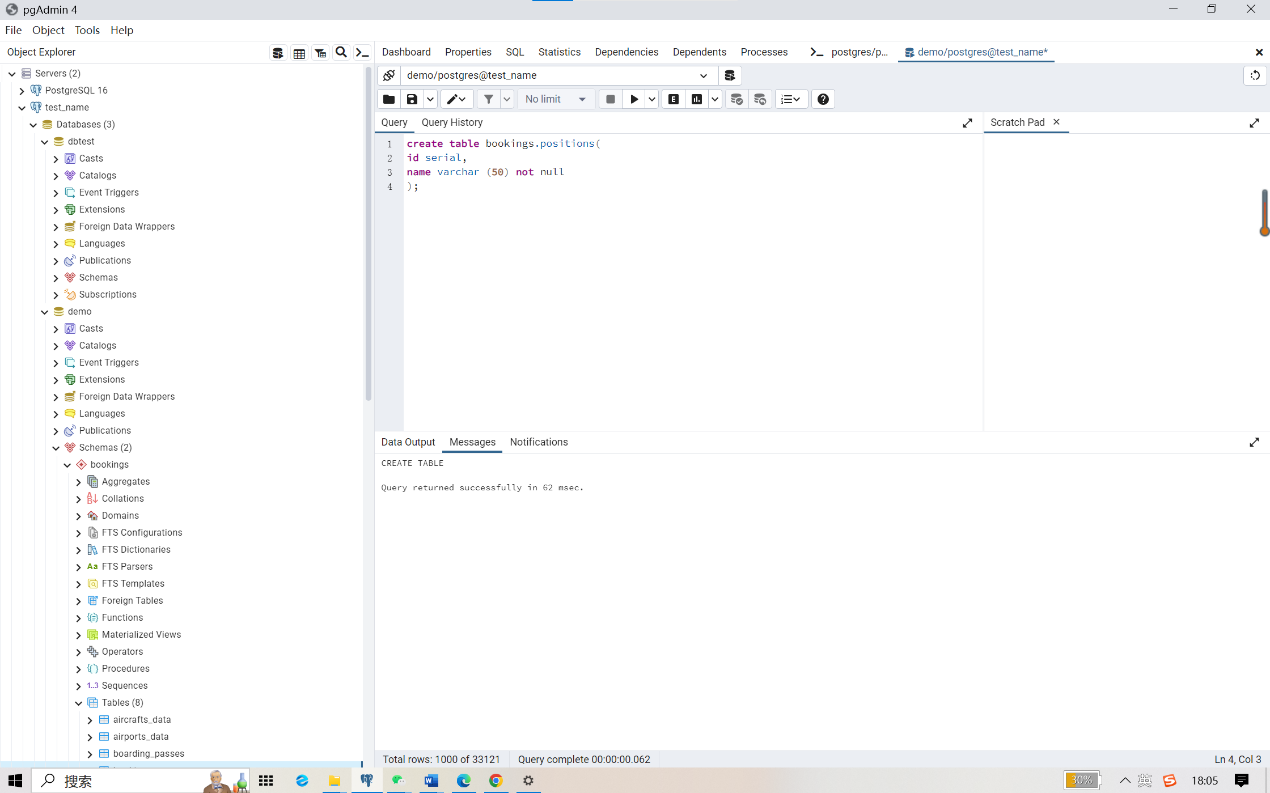 pgAdmin 4
File Object Tools Help
Object Explorer
Dashboard Properties SQL Statistics Dependencies Dependents Processes postgres/p... demo/postgres@test_name*
Servers (2)
PostgreSQL 16
test_name
Databases (3)
dbtest
Casts
Catalogs
Event Triggers
Extensions
Foreign Data Wrappers
Languages
Publications
Schemas
Subscriptions
demo
Casts
Catalogs
Event Triggers
Extensions
Foreign Data Wrappers
Languages
Publications
Schemas (2)
bookings
Aggregates
Collations
Domains
FTS Configurations
FTS Dictionaries
Aa FTS Parsers
FTS Templates
Foreign Tables
Functions
Materialized Views
Operators
Procedures
1..3 Sequences
Tables (8)
aircrafts_data
airports_data
boarding_passes
demo/postgres@test_name
No limit
E
Query Query History
Scratch Pad
1 create table bookings.positions(
2 id serial,
3 name varchar (50) not null
4 );
Data Output Messages Notifications
CREATE TABLE
Query returned successfully in 62 msec.
Total rows: 1000 of 33121 Query complete 00:00:00.062 Ln 4, Col 3
搜索
30%
英
18:05